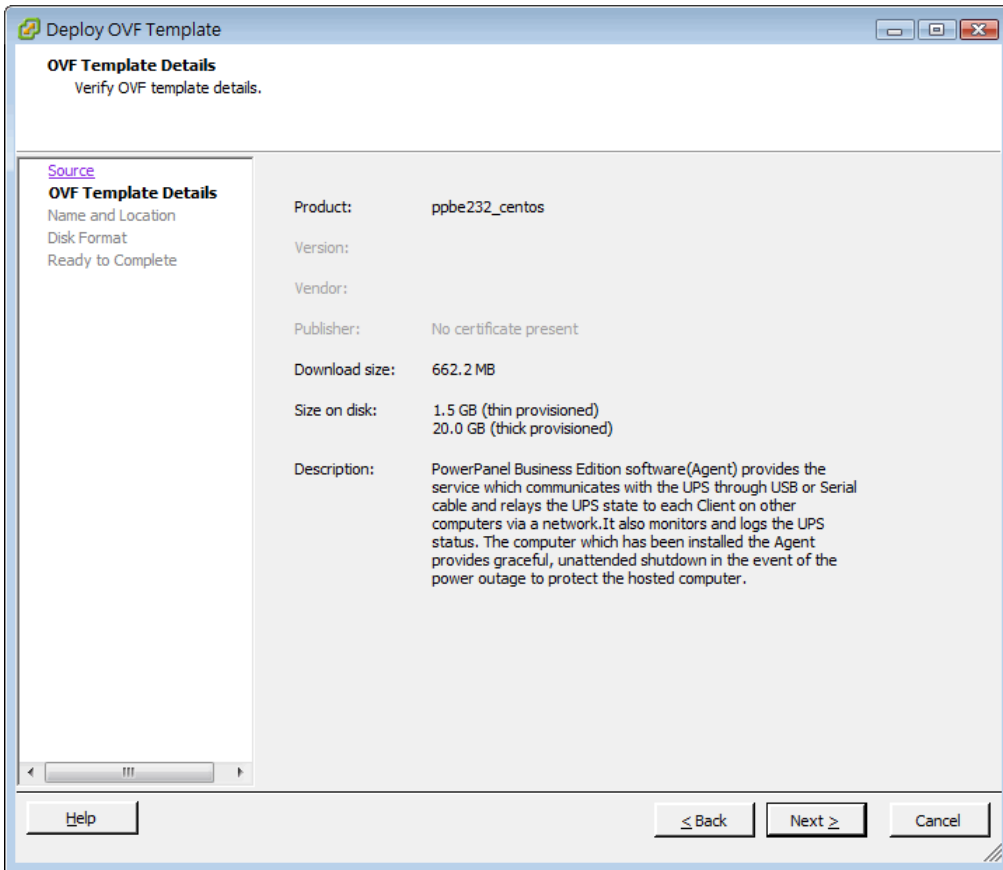 Deploy OVF Template
OVF Template Details
Verify OVF template details.
Source
OVF Template Details
Name and Location
Disk Format
Ready to Complete
Product: ppbe232_centos
Version:
Vendor:
Publisher: No certificate present
Download size: 662.2 MB
Size on disk: 1.5 GB (thin provisioned)
20.0 GB (thick provisioned)
Description: PowerPanel Business Edition software(Agent) provides the
service which communicates with the UPS through USB or Serial
cable and relays the UPS state to each Client on other
computers via a network.It also monitors and logs the UPS
status. The computer which has been installed the Agent
provides graceful, unattended shutdown in the event of the
power outage to protect the hosted computer.
Help
< Back
Next >
Cancel